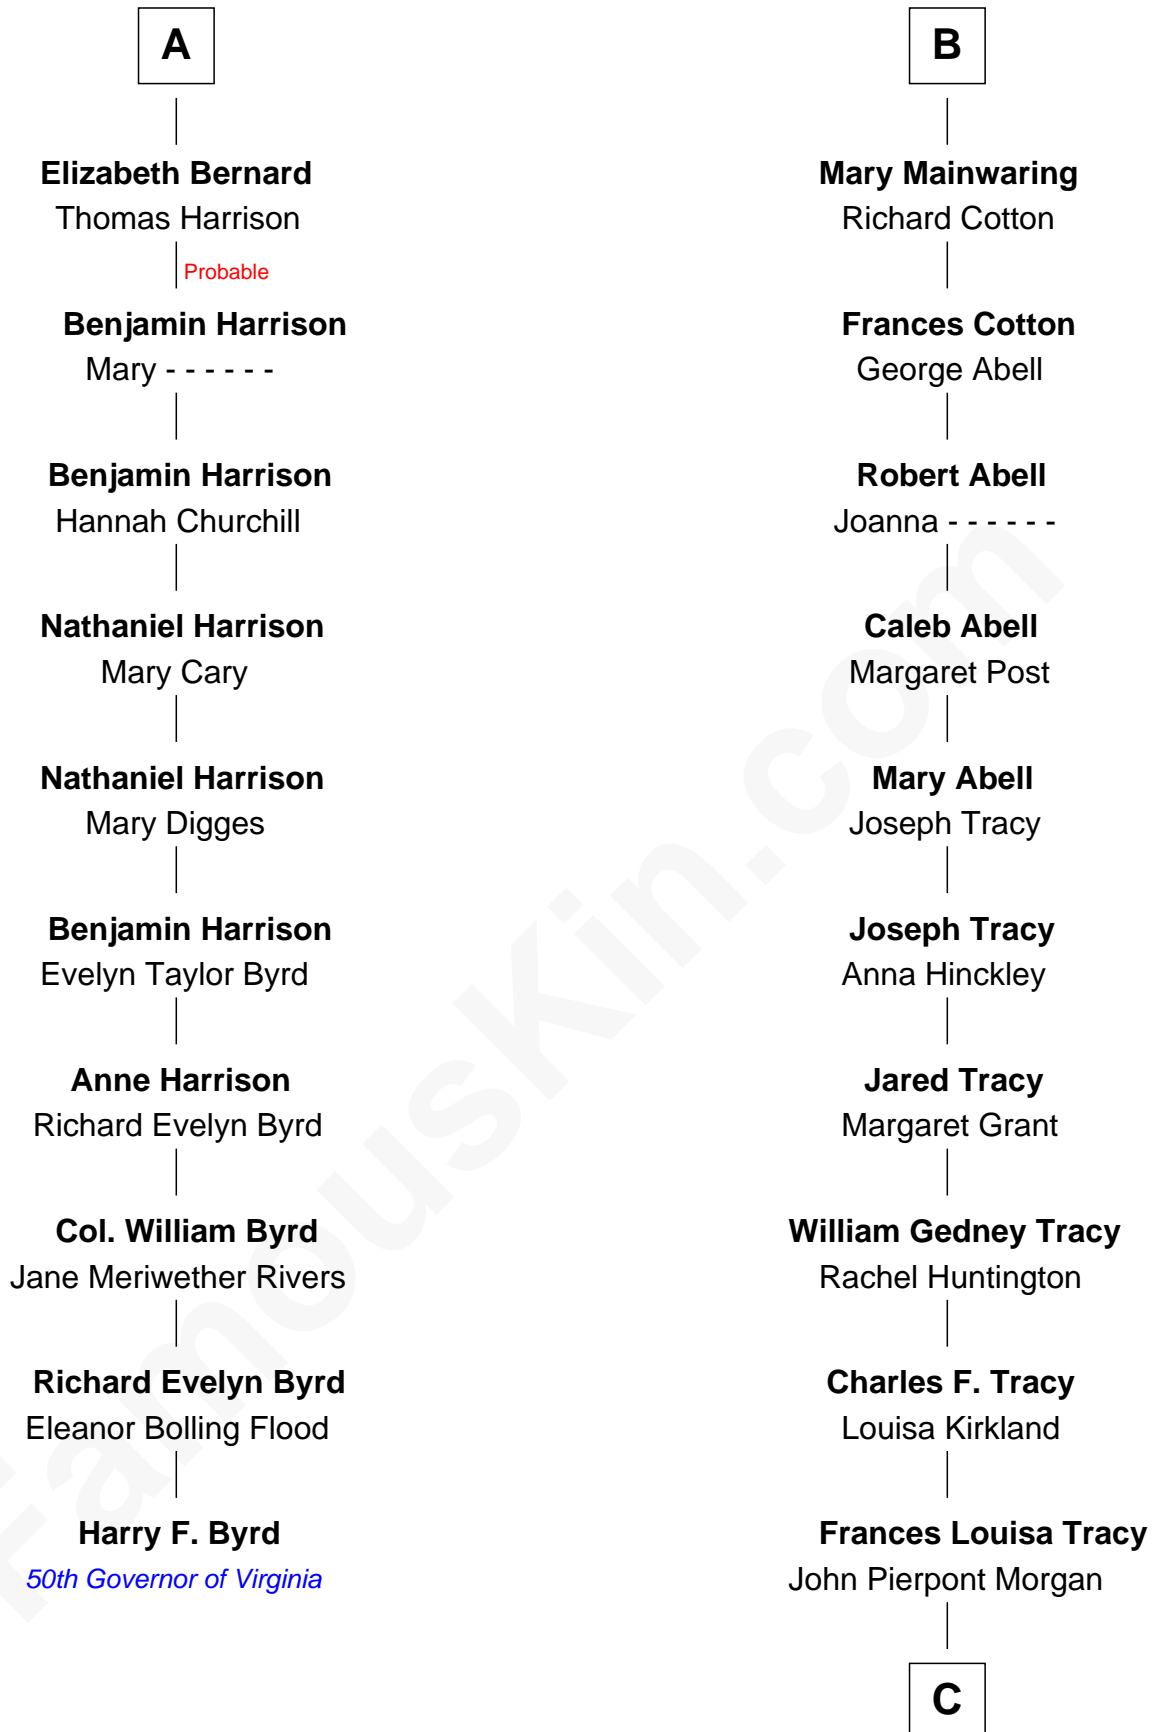 A
Elizabeth Bernard
Thomas Harrison
Probable
Benjamin Harrison
Mary - - - - - -
Benjamin Harrison
Hannah Churchill
Nathaniel Harrison
Mary Cary
Nathaniel Harrison
Mary Digges
Benjamin Harrison
Evelyn Taylor Byrd
Anne Harrison
Richard Evelyn Byrd
Col. William Byrd
Jane Meriwether Rivers
Richard Evelyn Byrd
Eleanor Bolling Flood
Harry F. Byrd
50th Governor of Virginia
B
Mary Mainwaring
Richard Cotton
Frances Cotton
George Abell
Robert Abell
Joanna - - - - - -
Caleb Abell
Margaret Post
Mary Abell
Joseph Tracy
Joseph Tracy
Anna Hinckley
Jared Tracy
Margaret Grant
William Gedney Tracy
Rachel Huntington
Charles F. Tracy
Louisa Kirkland
Frances Louisa Tracy
John Pierpont Morgan
C
FamousKin.com